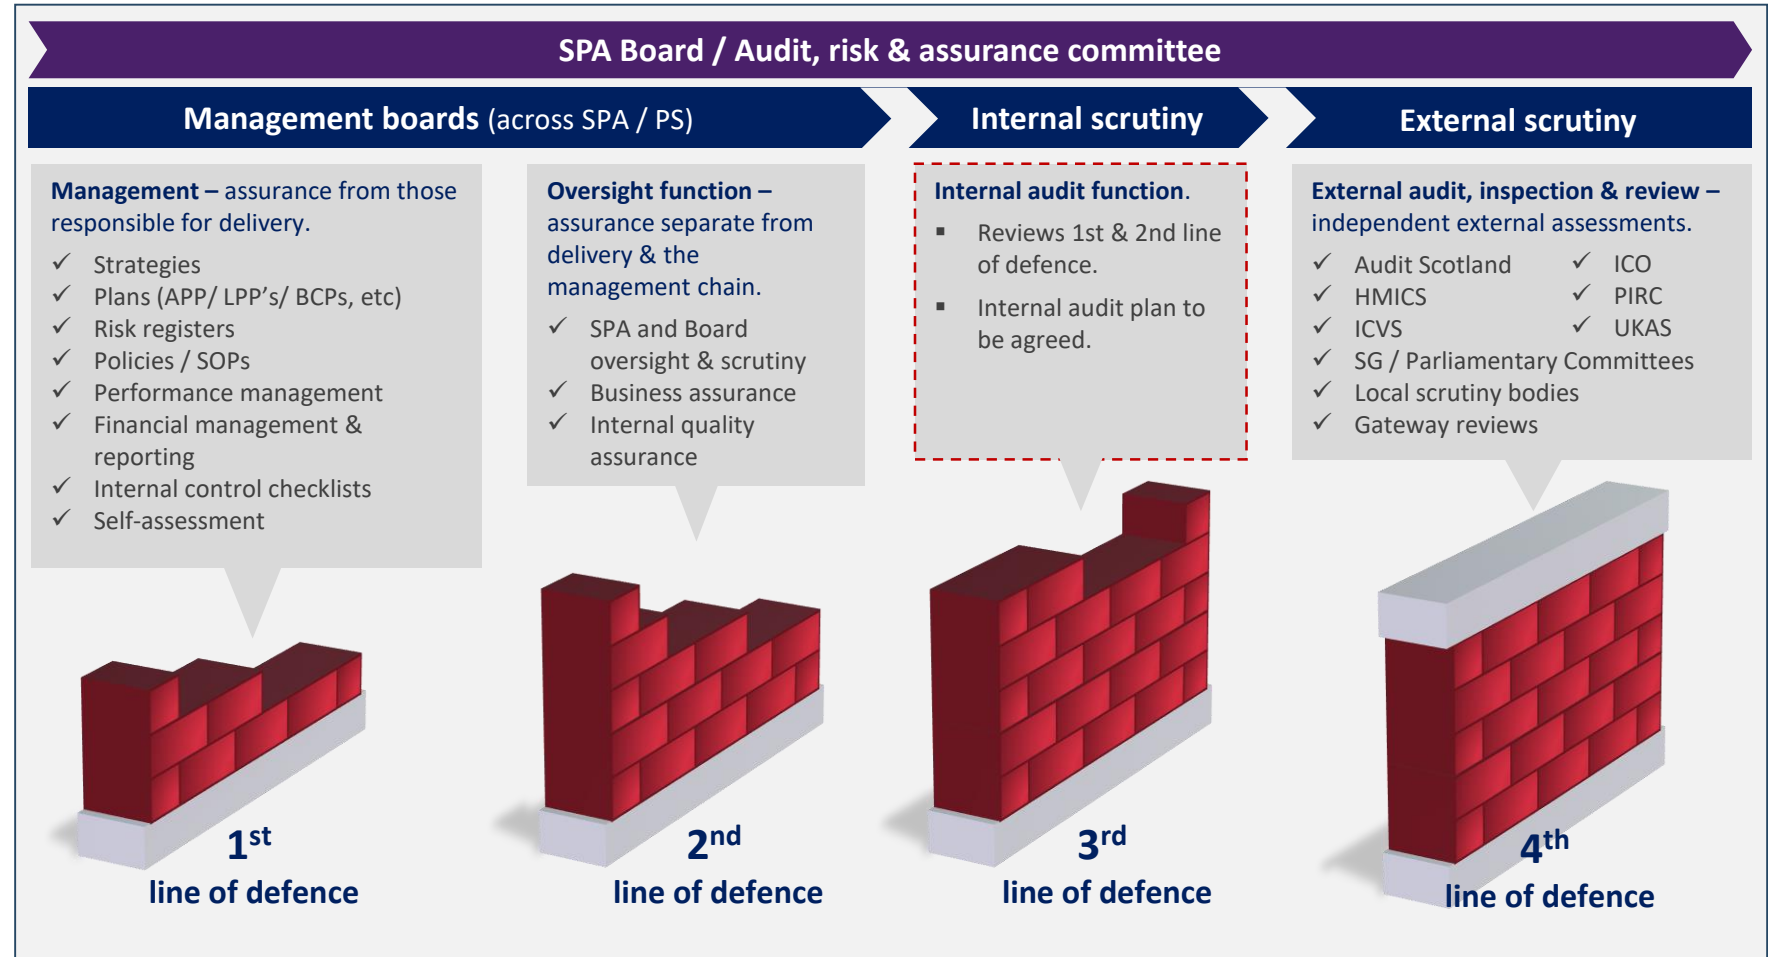 SPA Board / Audit, risk & assurance committee
Management boards (across SPA / PS)
Internal scrutiny
External scrutiny
Management – assurance from those
responsible for delivery.
✓ Strategies
✓ Plans (APP/ LPP's/ BCPs, etc)
✓ Risk registers
✓ Policies / SOPs
✓ Performance management
✓ Financial management &
reporting
✓ Internal control checklists
✓ Self-assessment
Oversight function –
assurance separate from
delivery & the
management chain.
✓ SPA and Board
oversight & scrutiny
✓ Business assurance
✓ Internal quality
assurance
Internal audit function.
▪ Reviews 1st & 2nd line
of defence.
▪ Internal audit plan to
be agreed.
External audit, inspection & review –
independent external assessments.
✓ Audit Scotland
✓ HMICS
✓ ICVS
✓ ICO
✓ PIRC
✓ UKAS
✓ SG / Parliamentary Committees
✓ Local scrutiny bodies
✓ Gateway reviews
1st
line of defence
2nd
line of defence
3rd
line of defence
4th
line of defence